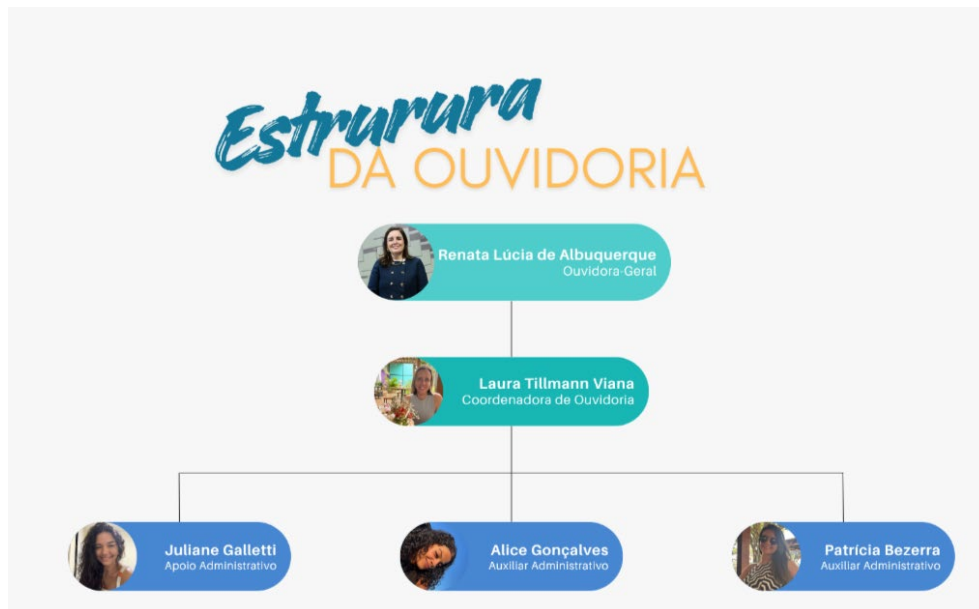 Estrurura
DA OUVIDORIA
Renata Lúcia de Albuquerque
Ouvidora-Geral
Laura Tillmann Viana
Coordenadora de Ouvidoria
Juliane Galletti
Apoio Administrativo
Alice Gonçalves
Auxiliar Administrativo
Patrícia Bezerra
Auxiliar Administrativo